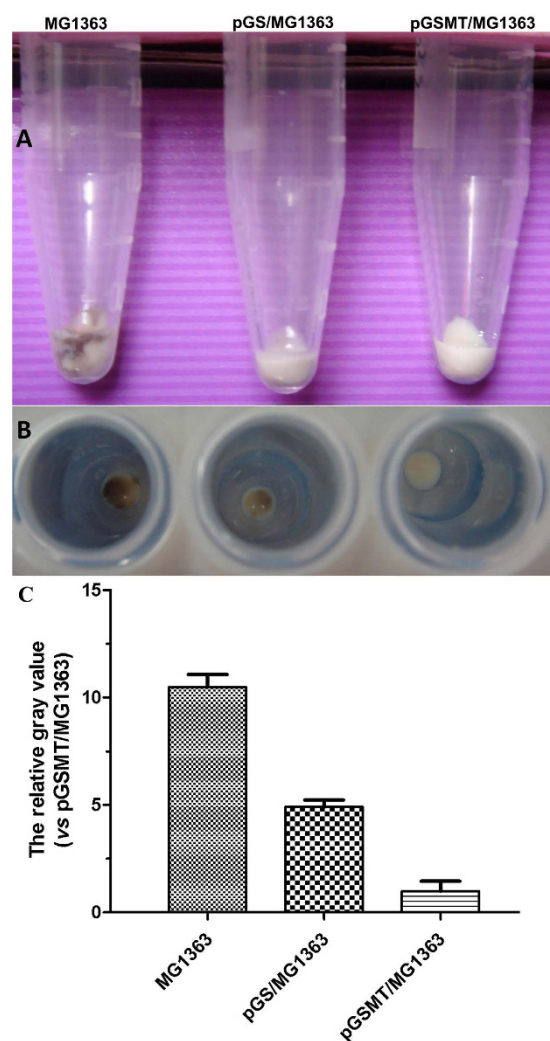 MG1363 pGS/MG1363 pGSMT/MG1363
A
B
C
15
10
5
0
The relative gray value
(vs pGSMT/MG1363)
MG1363
pGS/MG1363
pGSMT/MG1363